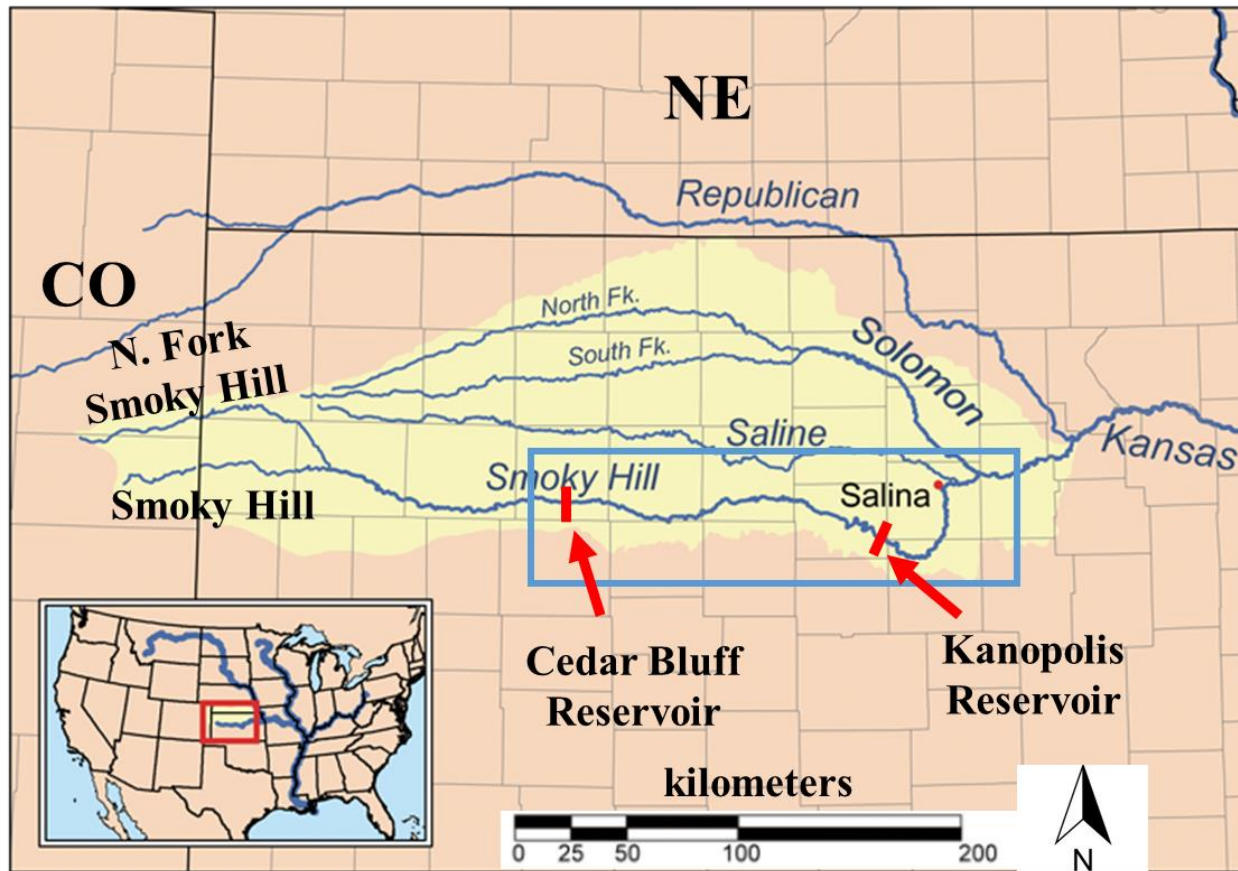 NE
Republican
CO
North Fk.
N. Fork
Smoky Hill
South Fk.
Solomon
Saline
Kansas
Smoky Hill
Smoky Hill
Salina
Cedar Bluff
Reservoir
Kanopolis
Reservoir
kilometers
0 25 50 100 200
N